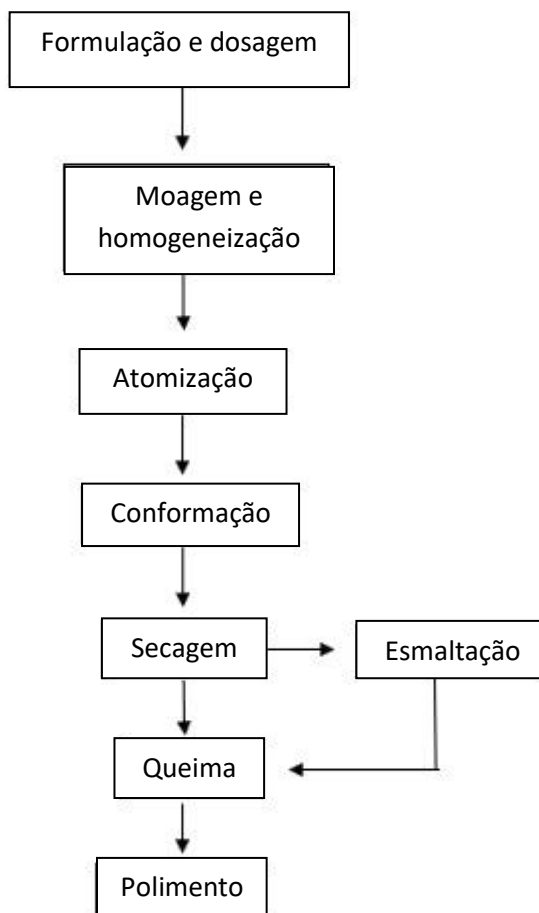 Formulação e dosagem
Moagem e
homogeneização
Atomização
Conformação
Secagem
Esmaltação
Queima
Polimento